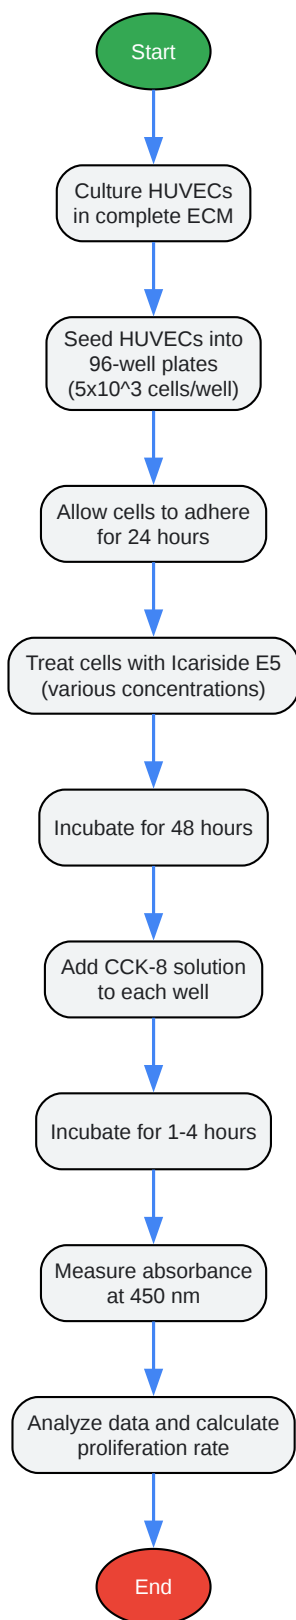 Start
Culture HUVECs
in complete ECM
Seed HUVECs into
96-well plates
(5x10^3 cells/well)
Allow cells to adhere
for 24 hours
Treat cells with Icariside E5
(various concentrations)
Incubate for 48 hours
Add CCK-8 solution
to each well
Incubate for 1-4 hours
Measure absorbance
at 450 nm
Analyze data and calculate
proliferation rate
End